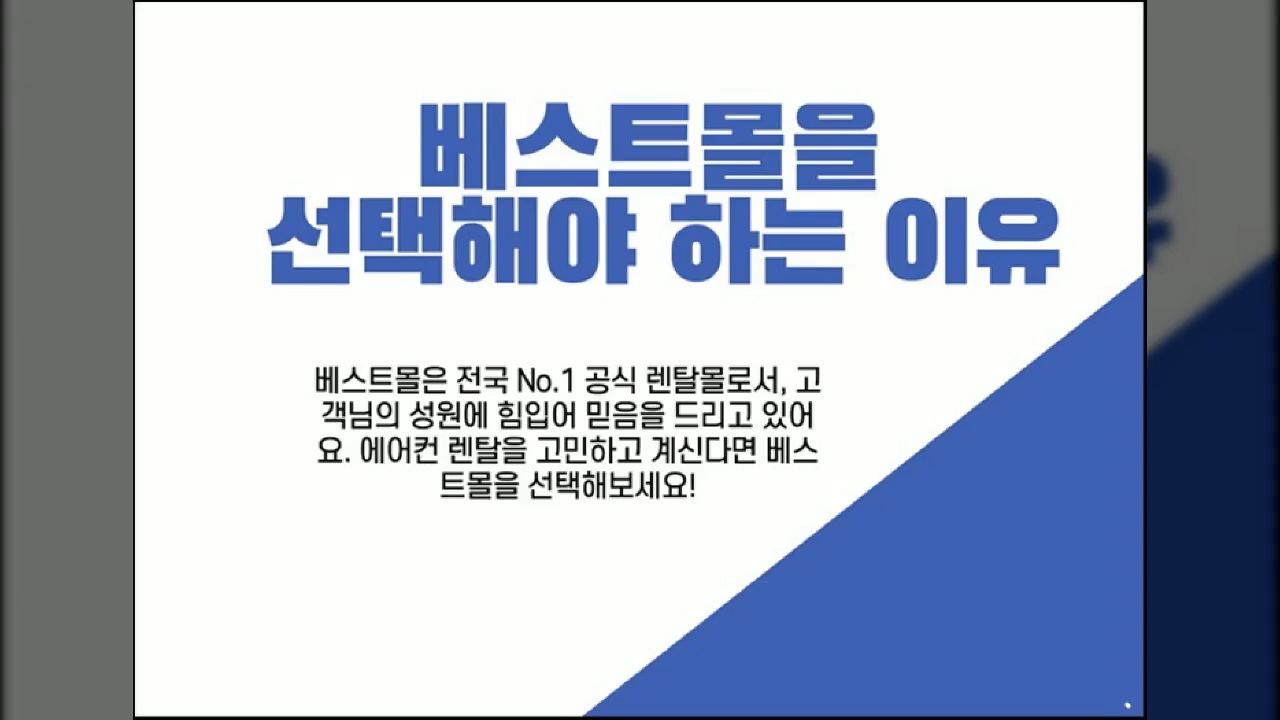 베스트몰을
선택해야 하는 이유
베스트몰은 전국 No.1 공식 렌탈몰로서, 고
객님의 성원에 힘입어 믿음을 드리고 있어
요. 에어컨 렌탈을 고민하고 계신다면 베스
트몰을 선택해보세요!